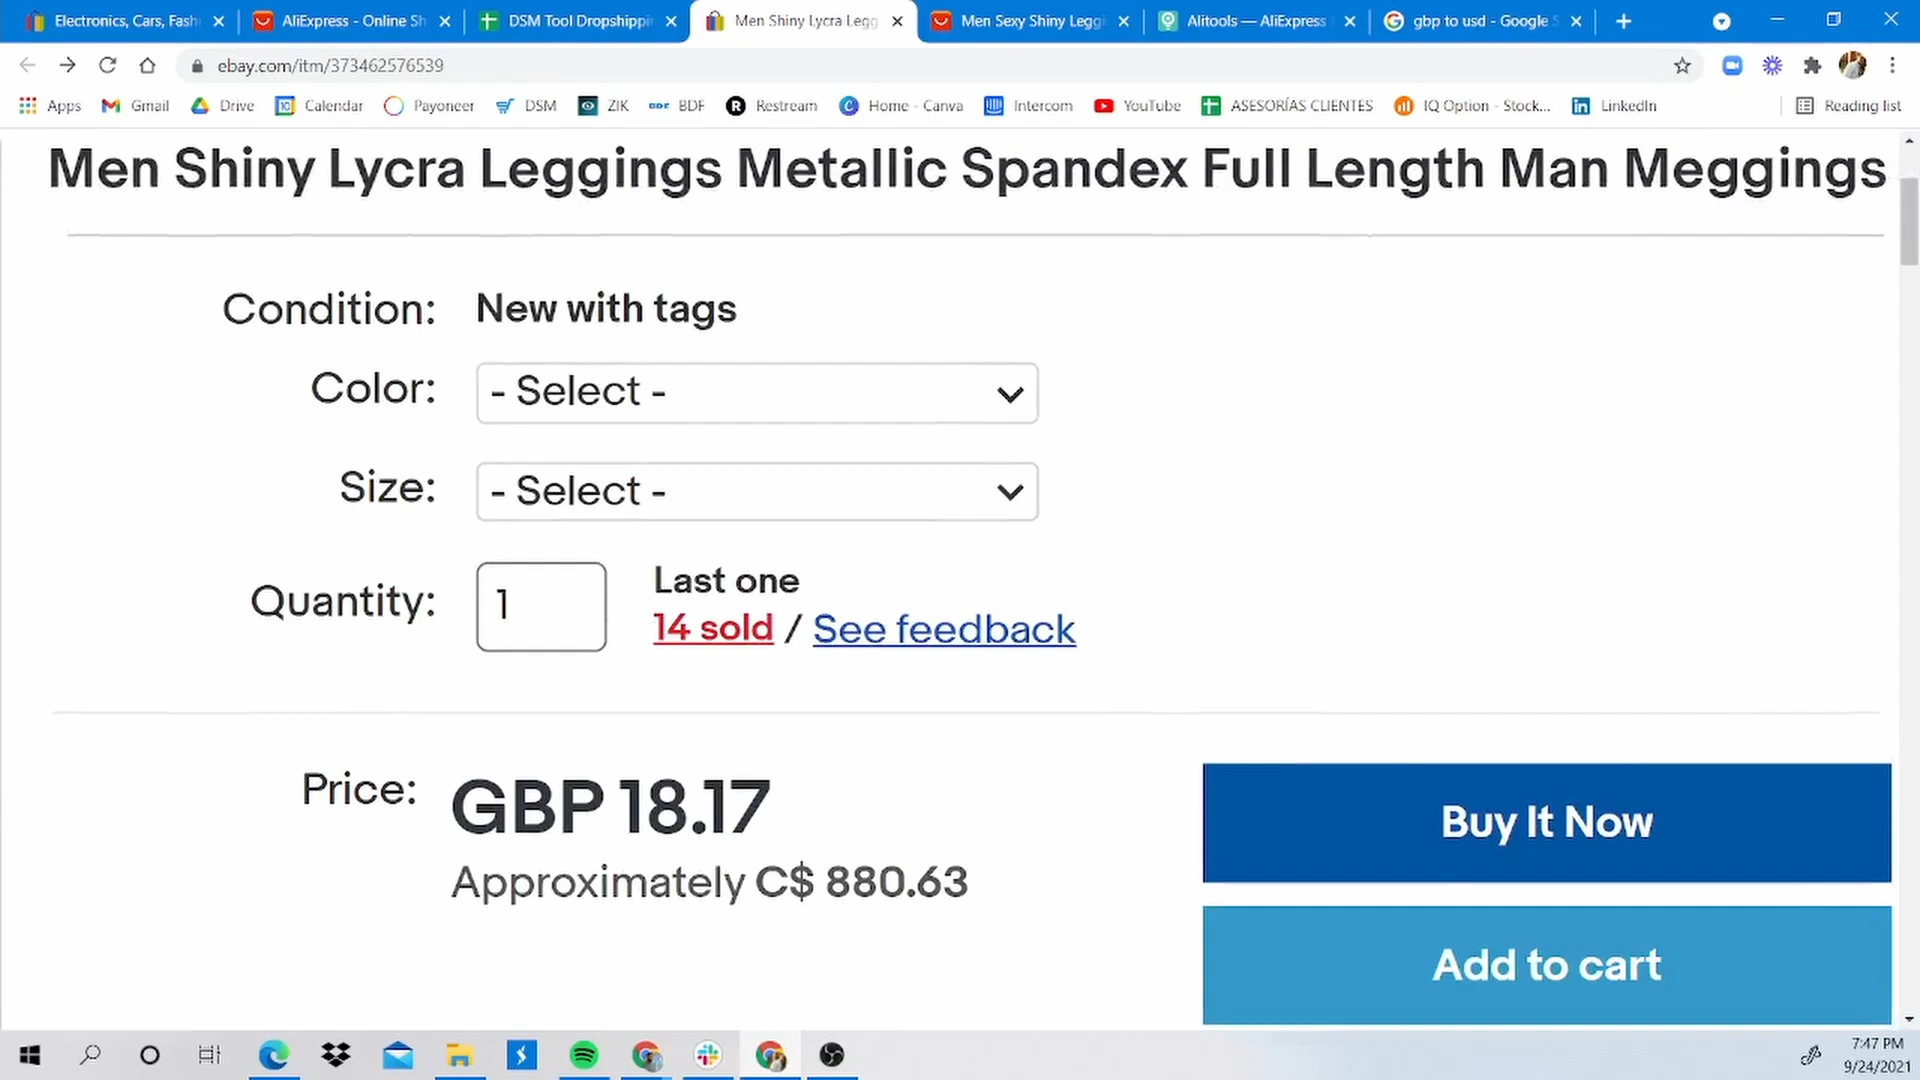 Electronics, Cars, Fash
AliExpress - Online Sh
DSM Tool Dropshippi
Men Shiny Lycra Legg
Men Sexy Shiny Leggi
Alitools — AliExpress
gbp to usd - Google S
ebay.com/itm/373462576539
Apps
Gmail
Drive
Calendar
Payoneer
DSM
ZIK
BDF
Restream
Home - Canva
Intercom
YouTube
ASESORÍAS CLIENTES
IQ Option - Stock...
LinkedIn
Reading list
Men Shiny Lycra Leggings Metallic Spandex Full Length Man Meggings
Condition: New with tags
Color: - Select -
Size: - Select -
Quantity: 1
Last one
14 sold / See feedback
Price: GBP 18.17
Approximately C$ 880.63
Buy It Now
Add to cart
7:47 PM
9/24/2021